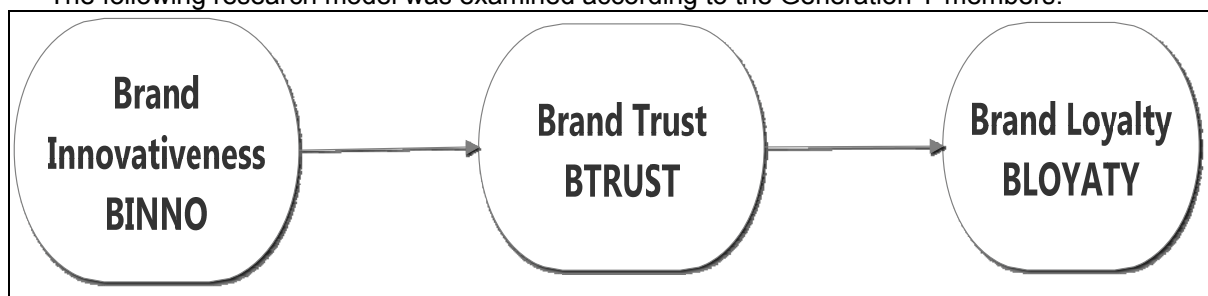 The following research model was examined according to the Generation Y members.
Brand
Innovativeness
BINNO
Brand Trust
BTRUST
Brand Loyalty
BLOYATY